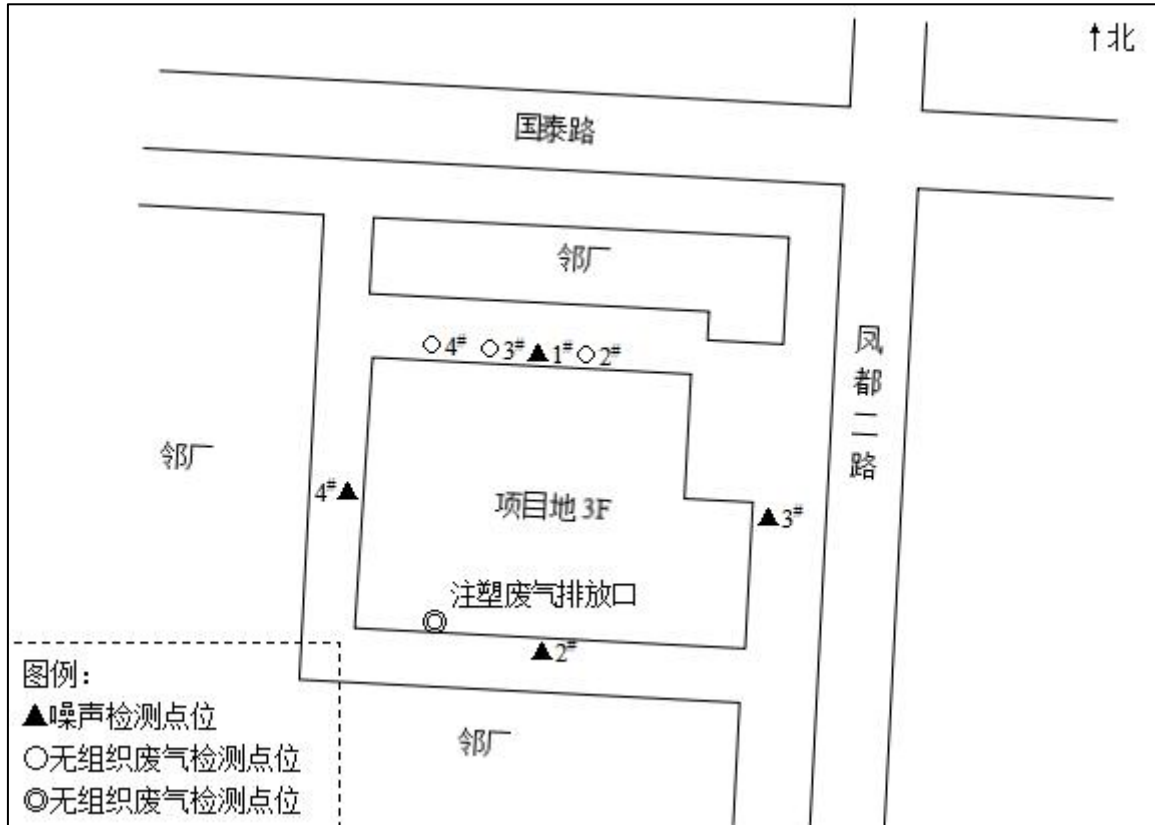 ↑北
国泰路
邻厂
○4# ○3# ▲1# ○2#
凤都二路
邻厂
4#▲
项目地 3F
▲3#
注塑废气排放口
◎
▲2#
图例：
▲噪声检测点位
○无组织废气检测点位
◎无组织废气检测点位
邻厂